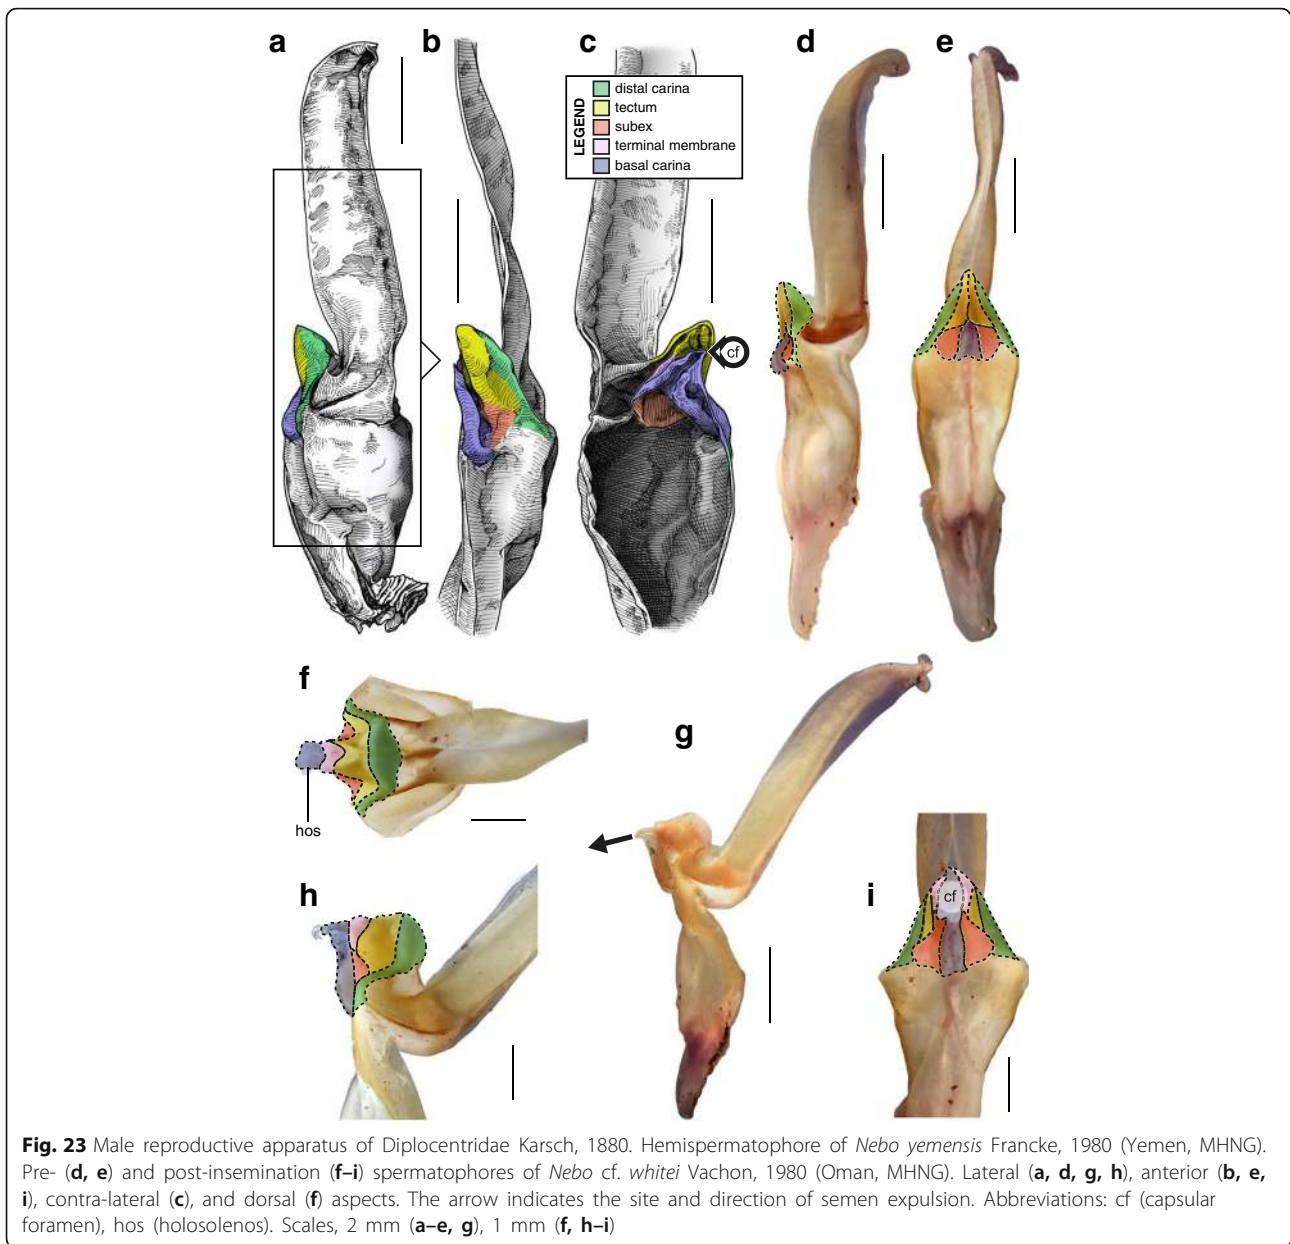 a
b
c
d
e
LEGEND
distal carina
tectum
subex
terminal membrane
basal carina
cf
f
hos
g
h
i
cf
Fig. 23 Male reproductive apparatus of Diplocentridae Karsch, 1880. Hemispermatophore of Nebo yemensis Francke, 1980 (Yemen, MHNG).
Pre- (d, e) and post-insemination (f–i) spermatophores of Nebo cf. whitei Vachon, 1980 (Oman, MHNG). Lateral (a, d, g, h), anterior (b, e,
i), contra-lateral (c), and dorsal (f) aspects. The arrow indicates the site and direction of semen expulsion. Abbreviations: cf (capsular
foramen), hos (holosolenos). Scales, 2 mm (a–e, g), 1 mm (f, h–i)